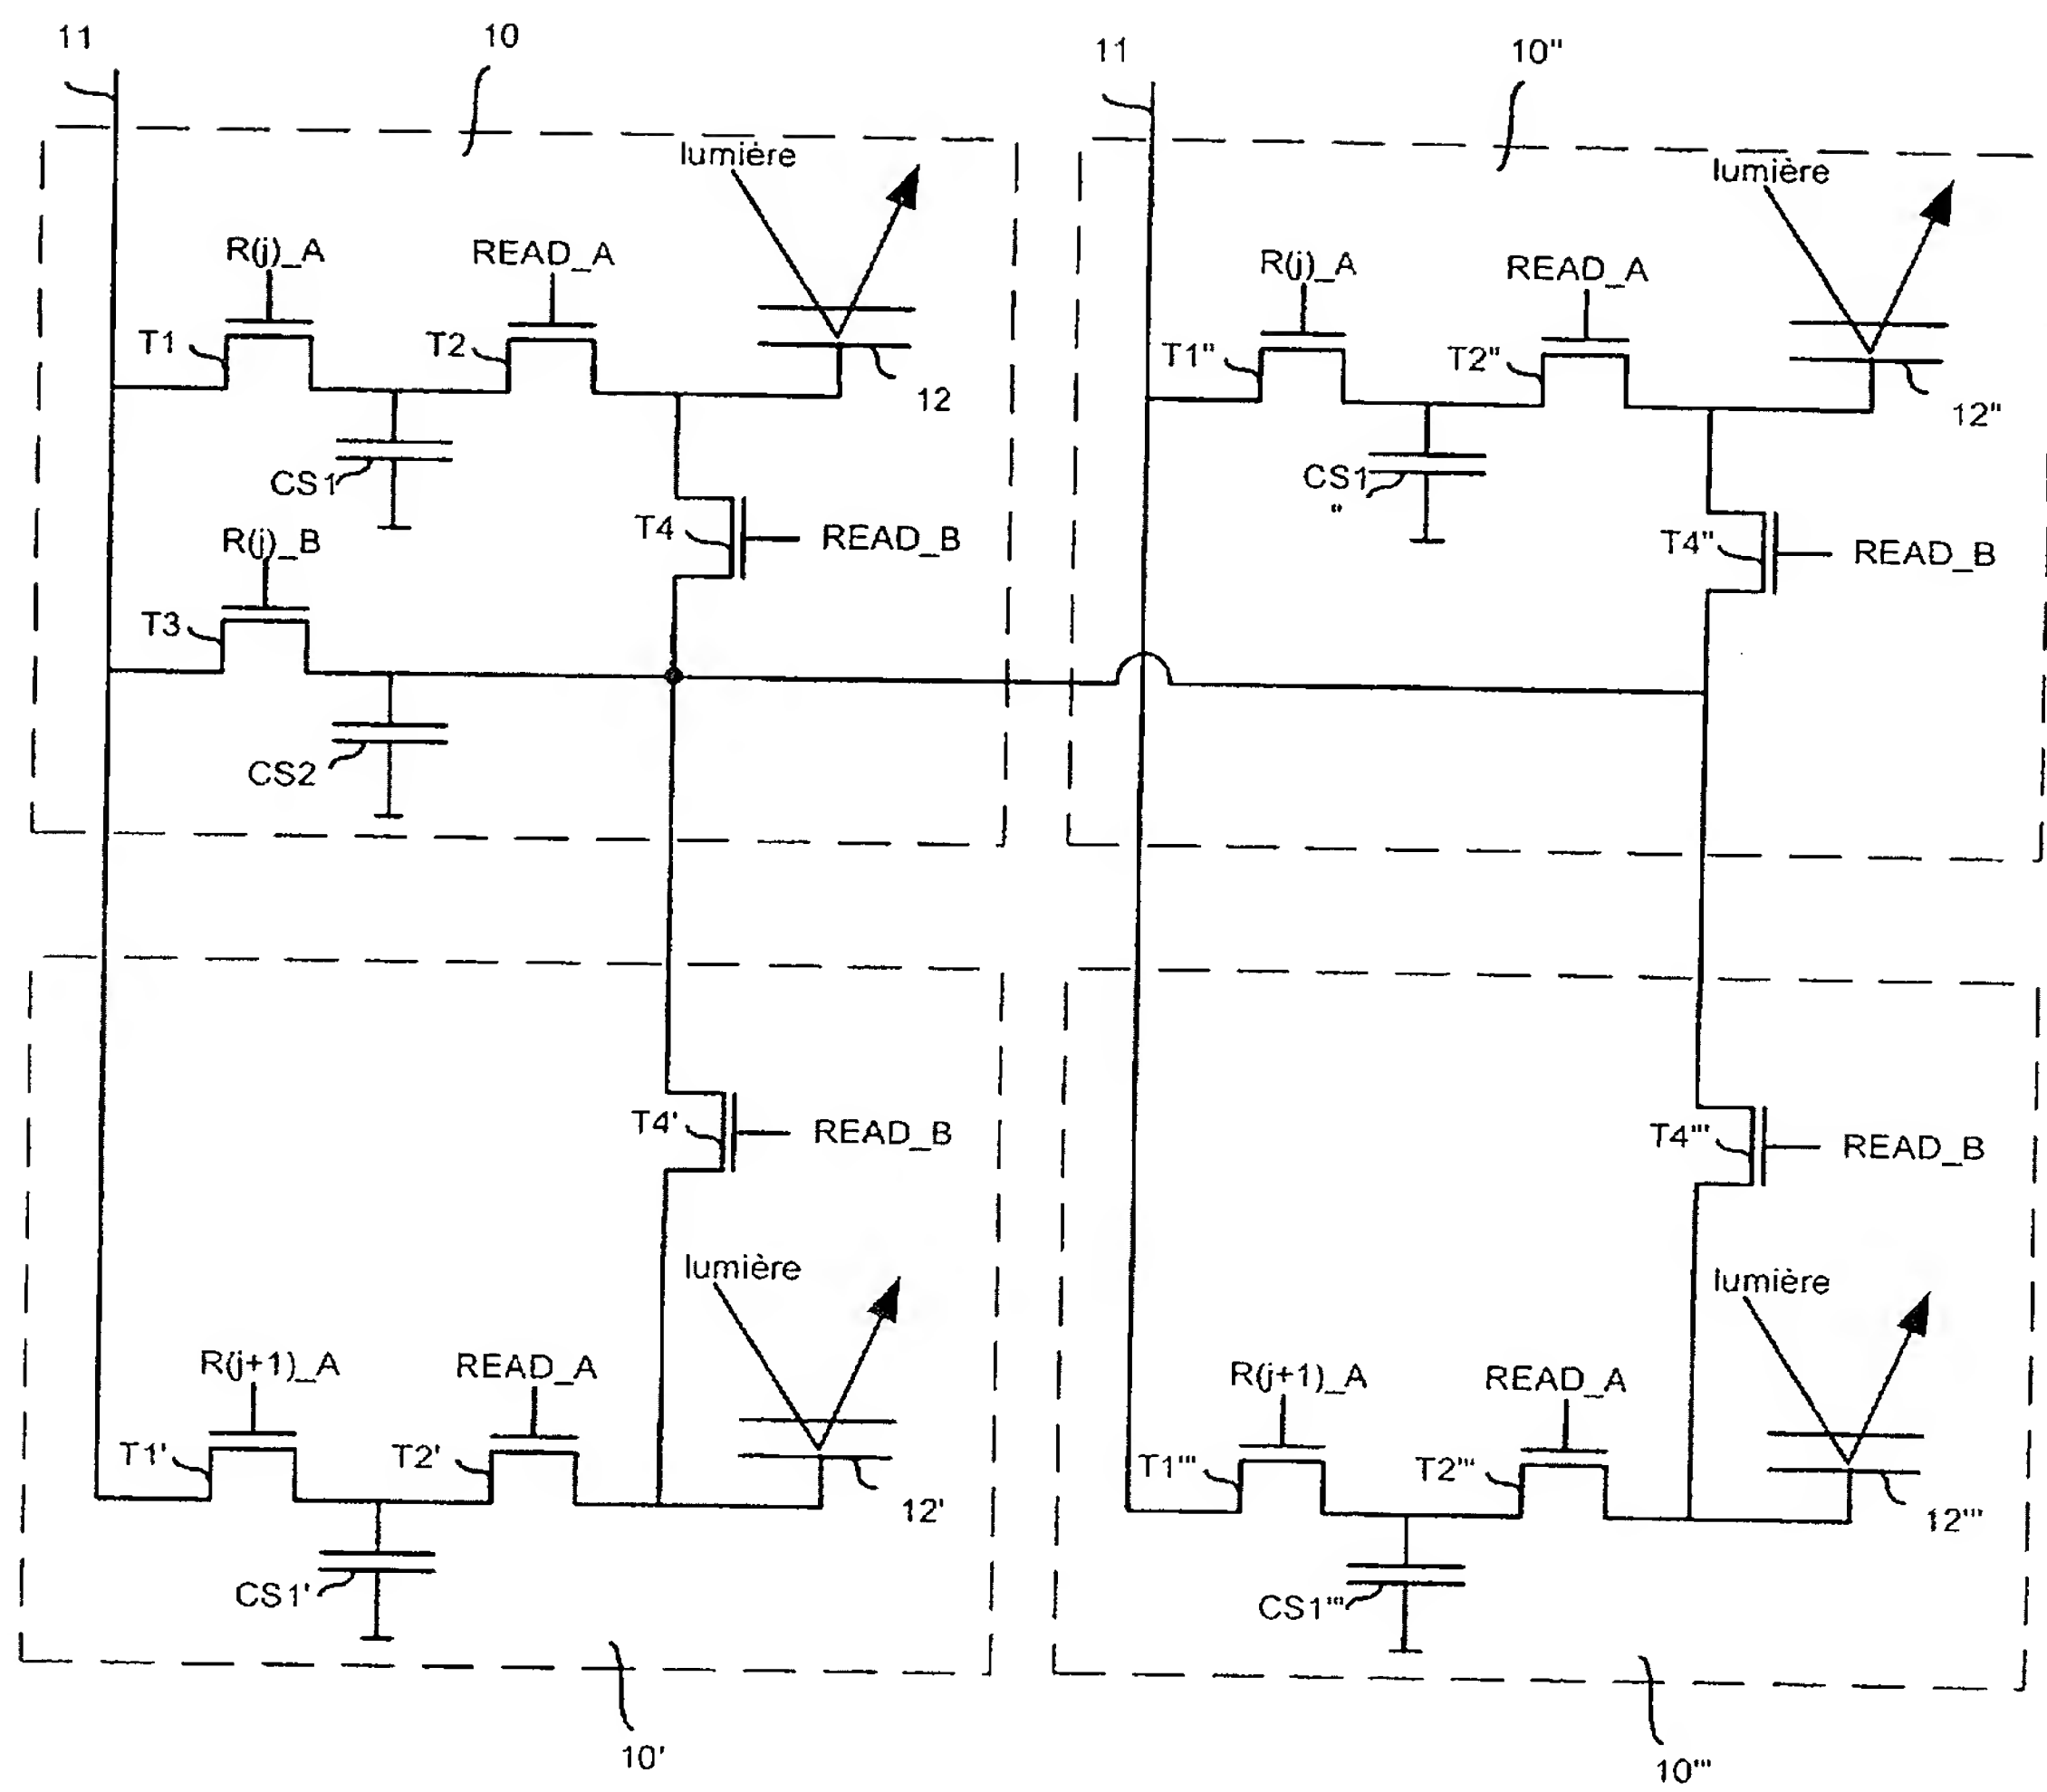 11
10
11
10"
lumière
lumière
R(j)_A
READ_A
R(j)_A
READ_A
T1
T2
12
T1"
T2"
12"
CS1
CS1
"
R(j)_B
T4
READ_B
T4"
READ_B
T3
CS2
T4'
READ_B
T4'''
READ_B
lumière
lumière
R(j+1)_A
READ_A
R(j+1)_A
READ_A
T1'
T2'
12'
T1'''
T2'''
12'''
CS1'
CS1'''
10'
10'''